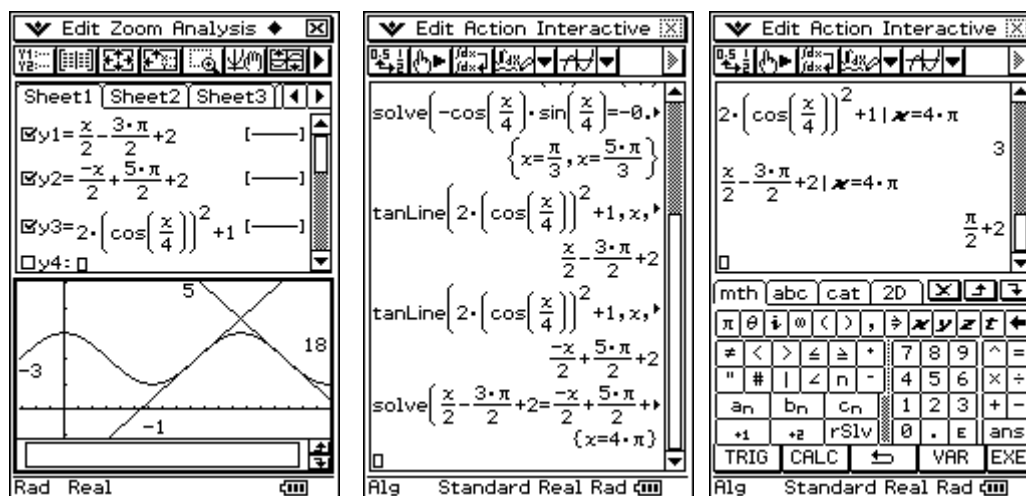 Edit Zoom Analysis
Sheet1 Sheet2 Sheet3
y1=x/2-3·π/2+2 [——]
y2=-x/2+5·π/2+2 [——]
y3=2·(cos(x/4))^2+1 [——]
y4:
5
18
-3
-1
Rad Real
Edit Action Interactive
solve(-cos(x/4)·sin(x/4)=-0.
{x=π/3,x=5·π/3}
tanLine(2·(cos(x/4))^2+1,x,
x/2-3·π/2+2
tanLine(2·(cos(x/4))^2+1,x,
-x/2+5·π/2+2
solve(x/2-3·π/2+2=-x/2+5·π/2+
{x=4·π}
Alg Standard Real Rad
Edit Action Interactive
2·(cos(x/4))^2+1|x=4·π
3
x/2-3·π/2+2|x=4·π
π/2+2
mth abc cat 2D
π θ i ∞ ( ) , ⇒ x y z t ←
≠ < > ≤ ≥ 7 8 9 ^ =
" # | ∠ 4 5 6 × ÷
an bn cn 1 2 3 + -
+1 +2 rSlv 0 . E ans
TRIG CALC VAR EXE
Alg Standard Real Rad